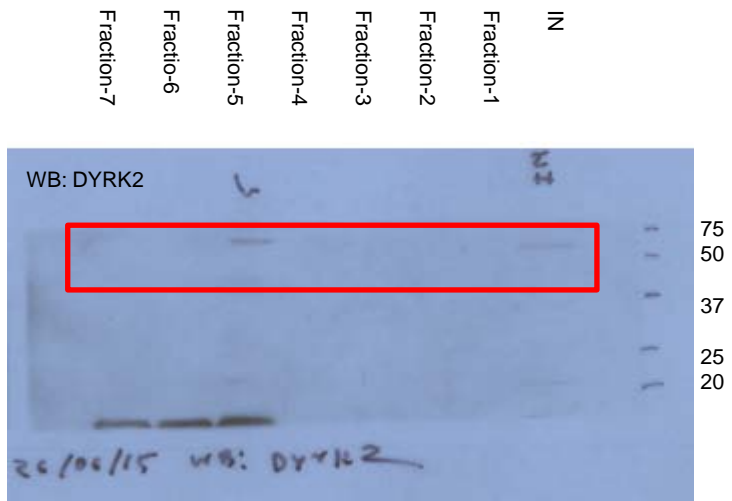 Fraction-7
Fractio-6
Fraction-5
Fraction-4
Fraction-3
Fraction-2
Fraction-1
IN
WB: DYRK2
75
50
37
25
20
26/06/15 WB: DYRK2